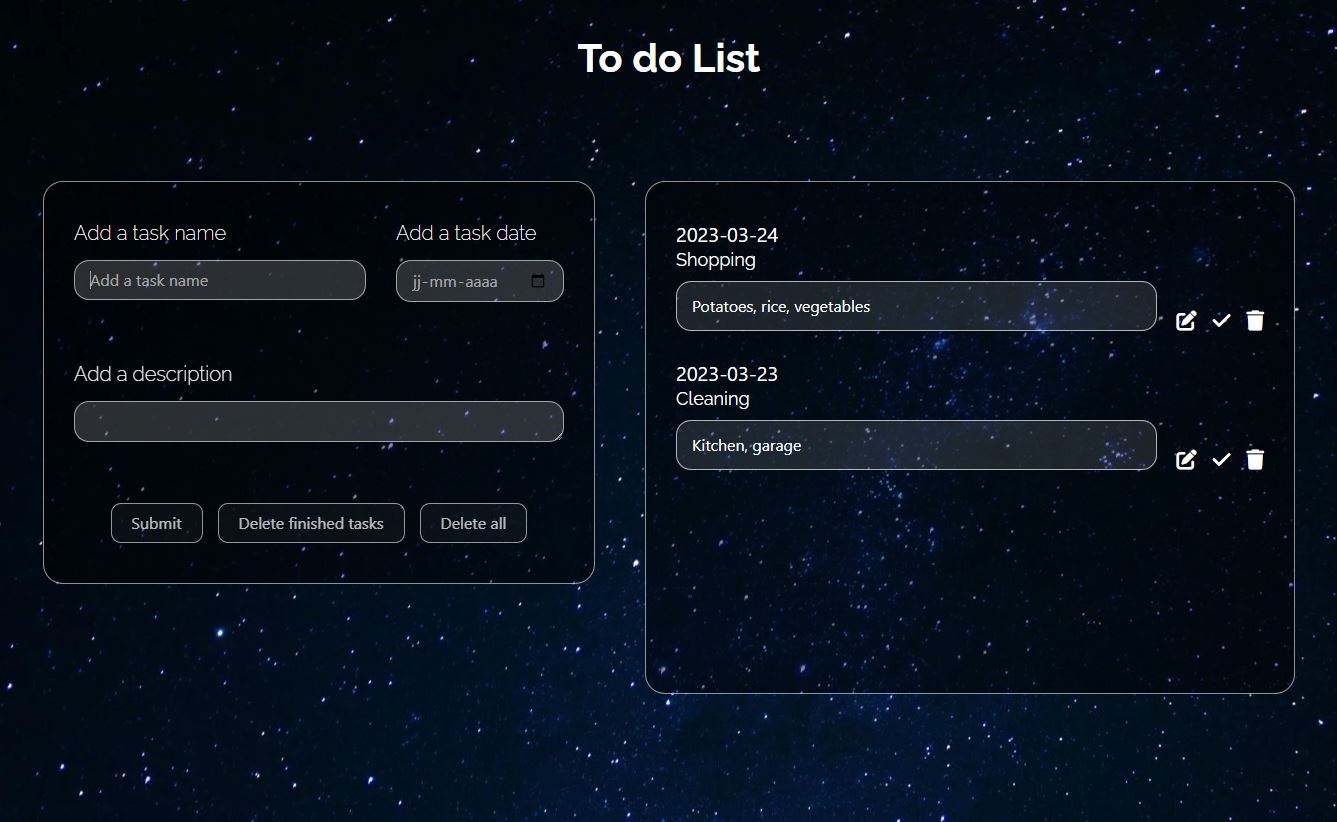 To do List
Add a task name
Add a task date
Add a task name
jj-mm-aaaa
Add a description
Submit
Delete finished tasks
Delete all
2023-03-24
Shopping
Potatoes, rice, vegetables
2023-03-23
Cleaning
Kitchen, garage